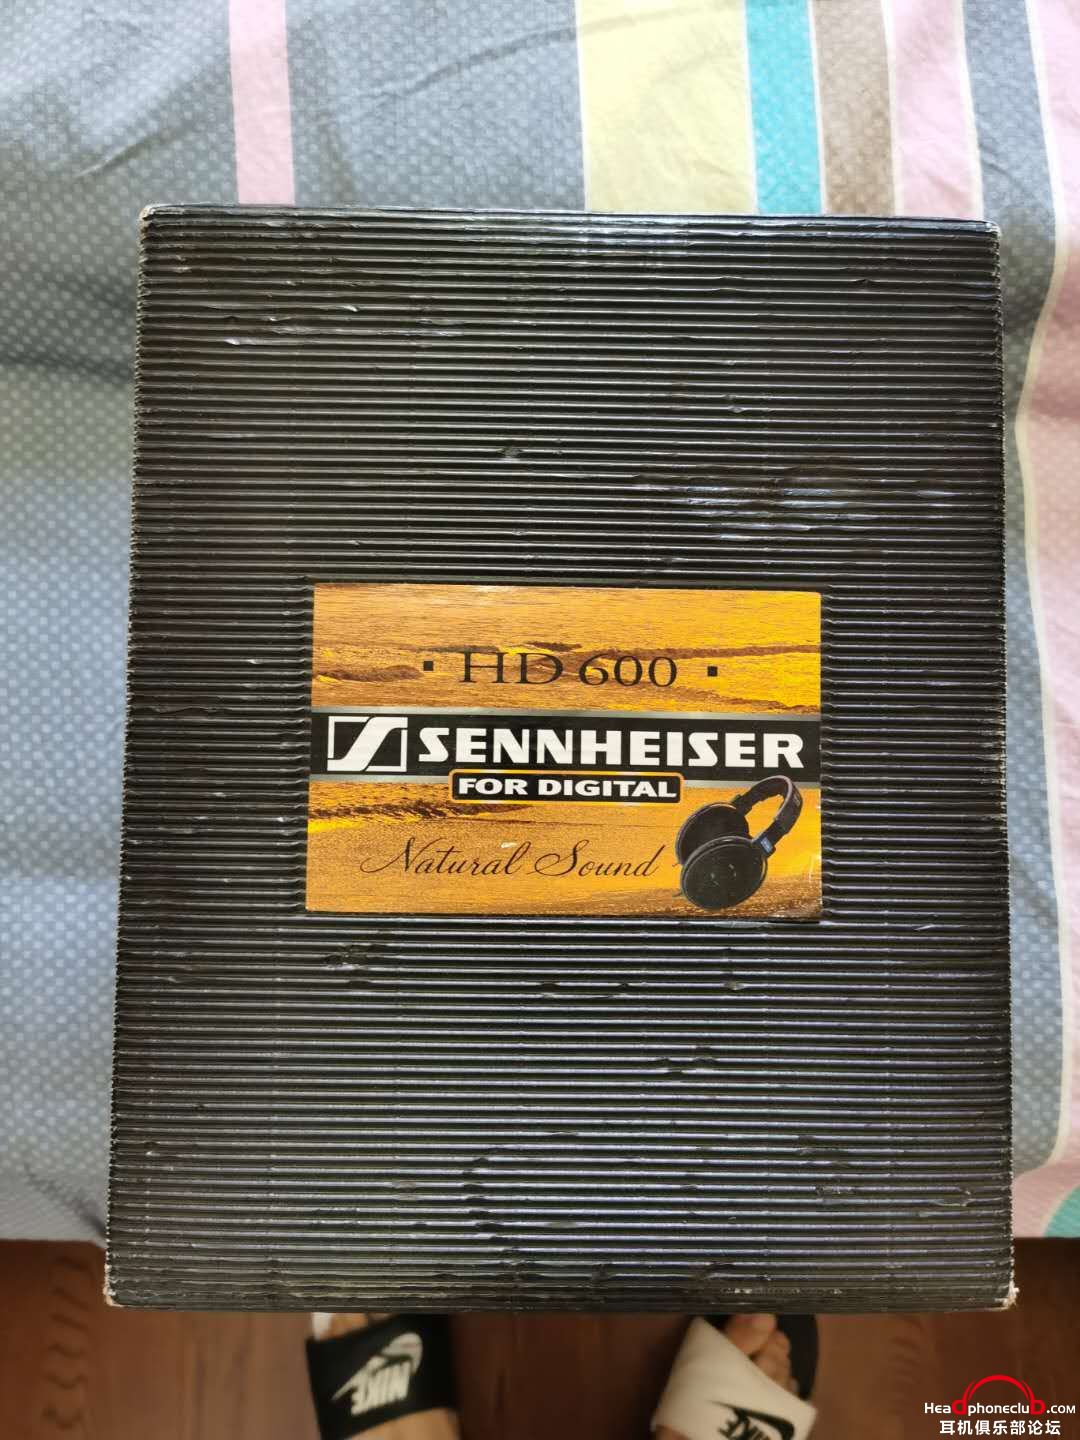 · HD 600 ·
SENNHEISER
FOR DIGITAL
Natural Sound
NIKE
NIKE
Headphoneclub.com
耳机俱乐部论坛